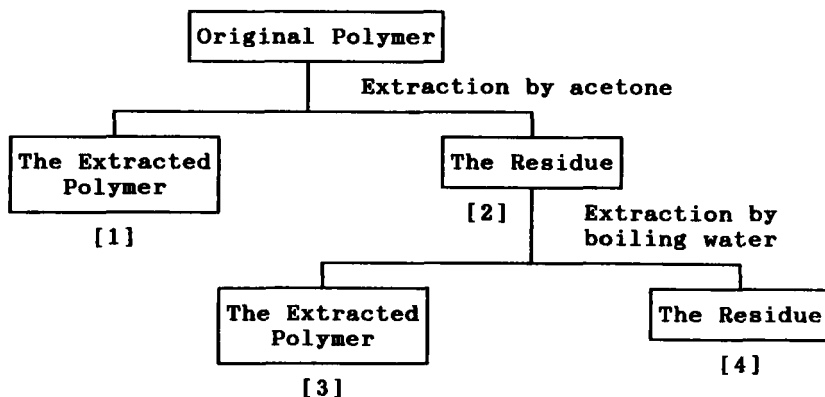 Original Polymer
Extraction by acetone
The Extracted
Polymer
[1]
The Residue
[2]
Extraction by
boiling water
The Extracted
Polymer
[3]
The Residue
[4]